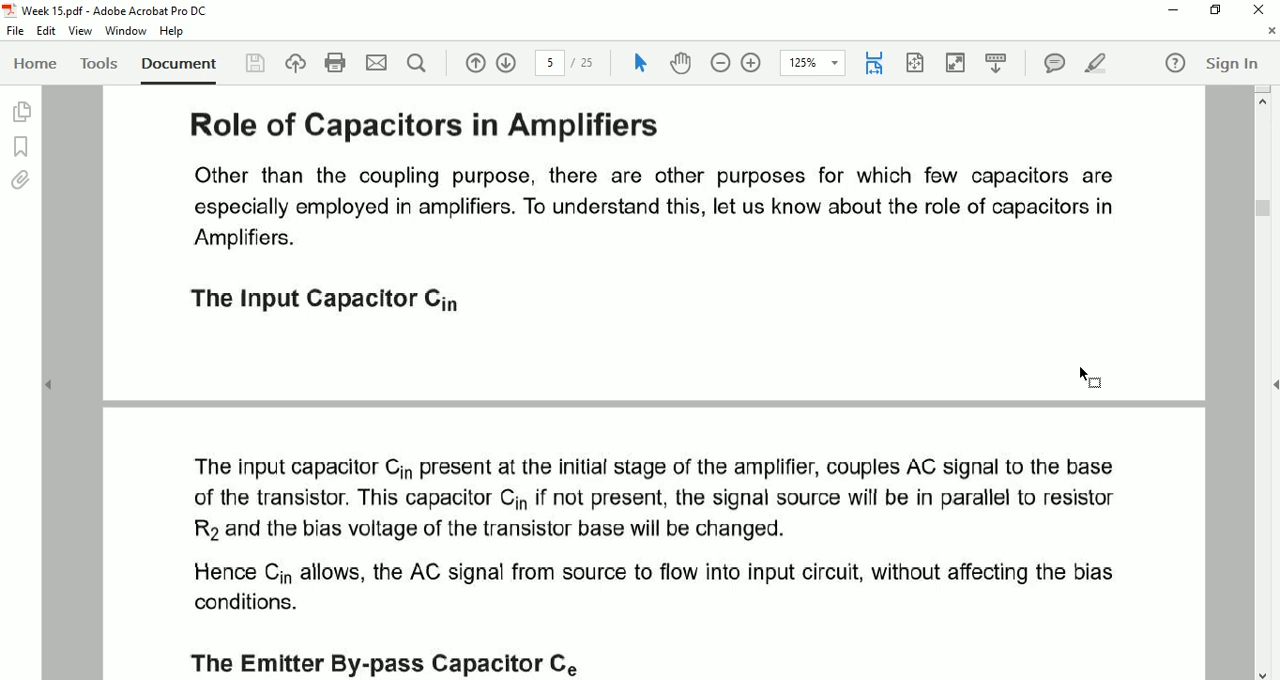 Week 15.pdf - Adobe Acrobat Pro DC
File Edit View Window Help
Home Tools Document 5 / 25 125% Sign In
Role of Capacitors in Amplifiers
Other than the coupling purpose, there are other purposes for which few capacitors are
especially employed in amplifiers. To understand this, let us know about the role of capacitors in
Amplifiers.
The Input Capacitor Cin
The input capacitor Cin present at the initial stage of the amplifier, couples AC signal to the base
of the transistor. This capacitor Cin if not present, the signal source will be in parallel to resistor
R2 and the bias voltage of the transistor base will be changed.
Hence Cin allows, the AC signal from source to flow into input circuit, without affecting the bias
conditions.
The Emitter By-pass Capacitor Ce